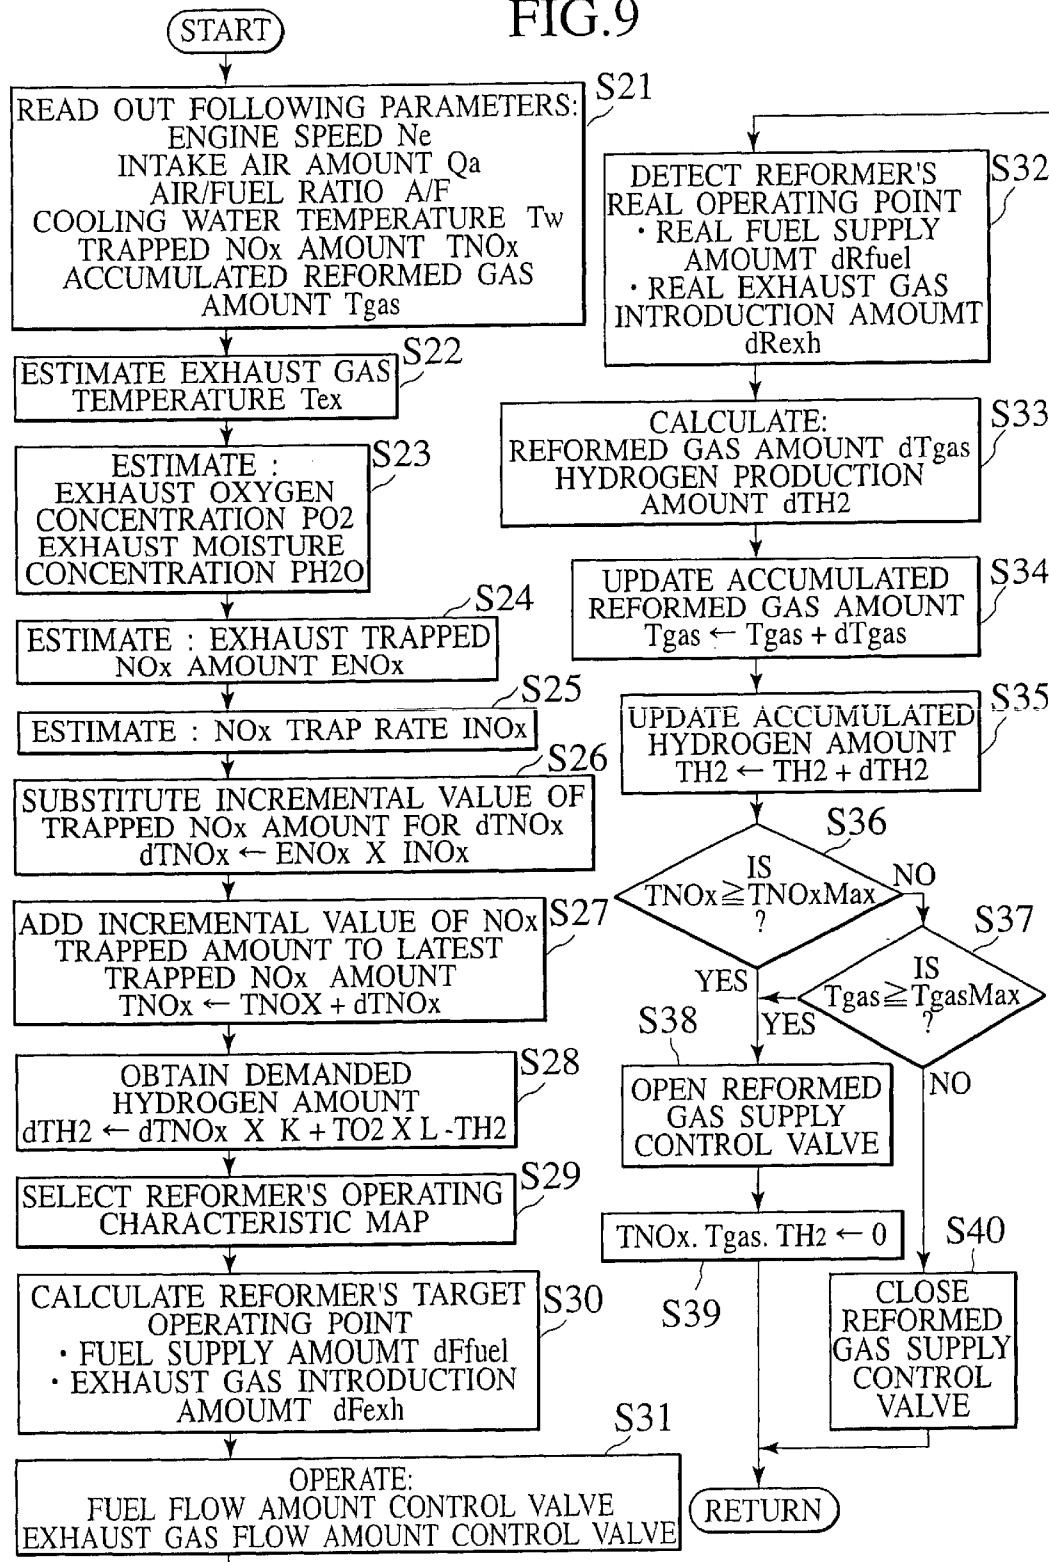 FIG.9
START
S21
READ OUT FOLLOWING PARAMETERS:
ENGINE SPEED Ne
INTAKE AIR AMOUNT Qa
AIR/FUEL RATIO A/F
COOLING WATER TEMPERATURE Tw
TRAPPED NOx AMOUNT TNOx
ACCUMULATED REFORMED GAS
AMOUNT Tgas
S22
ESTIMATE EXHAUST GAS
TEMPERATURE Tex
S23
ESTIMATE :
EXHAUST OXYGEN
CONCENTRATION PO2
EXHAUST MOISTURE
CONCENTRATION PH2O
S24
ESTIMATE : EXHAUST TRAPPED
NOx AMOUNT ENOx
S25
ESTIMATE : NOx TRAP RATE INOx
S26
SUBSTITUTE INCREMENTAL VALUE OF
TRAPPED NOx AMOUNT FOR dTNOx
dTNOx ← ENOx X INOx
S27
ADD INCREMENTAL VALUE OF NOx
TRAPPED AMOUNT TO LATEST
TRAPPED NOx AMOUNT
TNOx ← TNOX + dTNOx
S28
OBTAIN DEMANDED
HYDROGEN AMOUNT
dTH2 ← dTNOx X K + TO2 X L -TH2
S29
SELECT REFORMER'S OPERATING
CHARACTERISTIC MAP
S30
CALCULATE REFORMER'S TARGET
OPERATING POINT
・FUEL SUPPLY AMOUMT dFfuel
・EXHAUST GAS INTRODUCTION
AMOUMT dFexh
S31
OPERATE:
FUEL FLOW AMOUNT CONTROL VALVE
EXHAUST GAS FLOW AMOUNT CONTROL VALVE
S32
DETECT REFORMER'S
REAL OPERATING POINT
・REAL FUEL SUPPLY
AMOUMT dRfuel
・REAL EXHAUST GAS
INTRODUCTION AMOUMT
dRexh
S33
CALCULATE:
REFORMED GAS AMOUNT dTgas
HYDROGEN PRODUCTION
AMOUNT dTH2
S34
UPDATE ACCUMULATED
REFORMED GAS AMOUNT
Tgas ← Tgas + dTgas
S35
UPDATE ACCUMULATED
HYDROGEN AMOUNT
TH2 ← TH2 + dTH2
S36
IS
TNOx≧TNOxMax
?
NO
YES
S37
IS
Tgas≧TgasMax
?
YES
NO
S38
OPEN REFORMED
GAS SUPPLY
CONTROL VALVE
TNOx. Tgas. TH2 ← 0
S39
S40
CLOSE
REFORMED
GAS SUPPLY
CONTROL
VALVE
RETURN